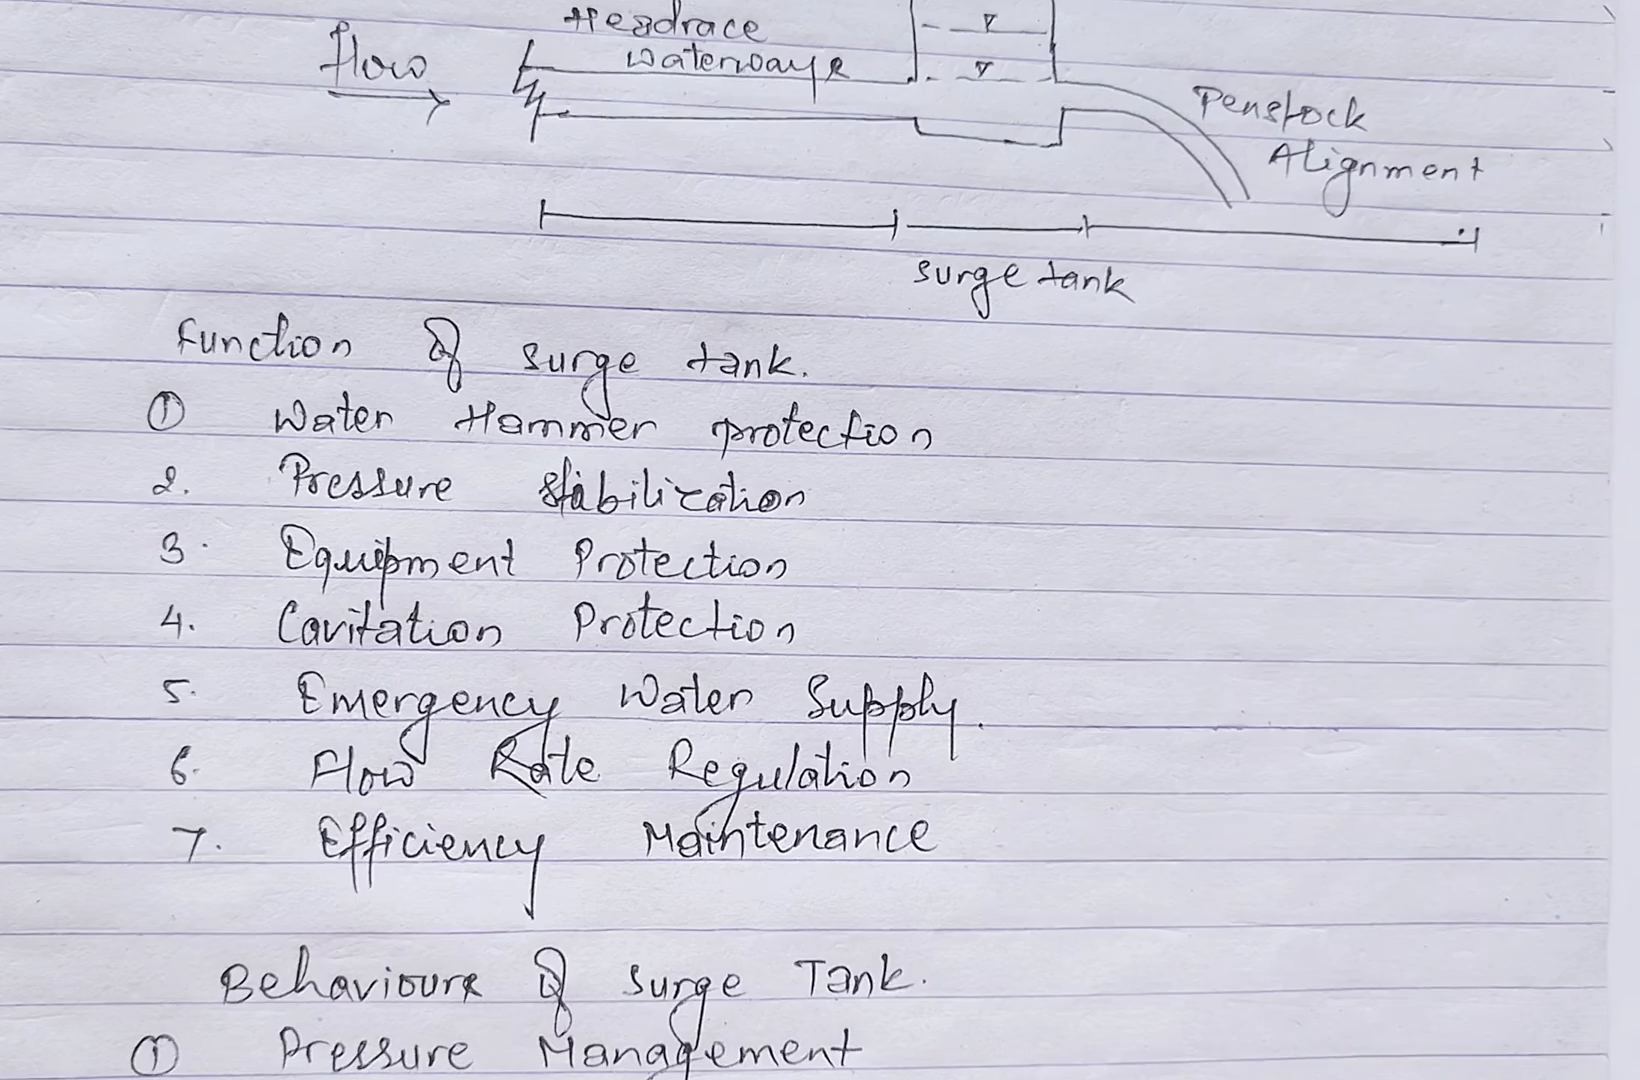 Headrace
waterways
Flow
Penstock
Alignment
surge tank
Function of surge tank.
① Water Hammer protection
2. Pressure stabilization
3. Equipment Protection
4. Cavitation Protection
5. Emergency Water Supply.
6. Flow Rate Regulation
7. Efficiency Maintenance
Behaviours of surge Tank.
① Pressure Management